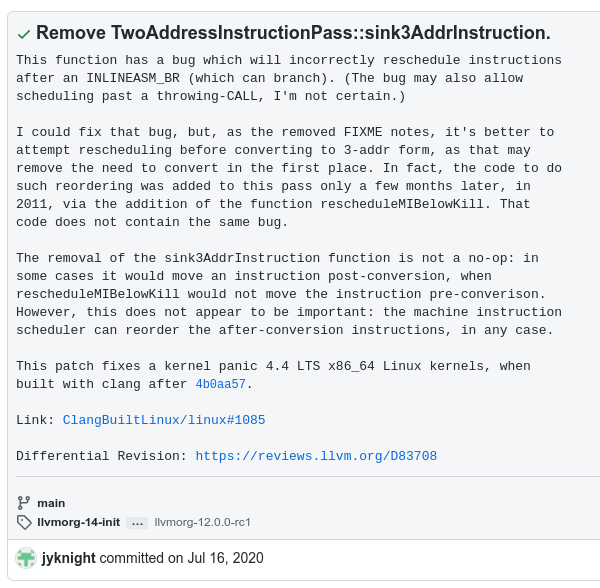 Remove TwoAddressInstructionPass::sink3AddrInstruction.
This function has a bug which will incorrectly reschedule instructions
after an INLINEASM_BR (which can branch). (The bug may also allow
scheduling past a throwing-CALL, I'm not certain.)
I could fix that bug, but, as the removed FIXME notes, it's better to
attempt rescheduling before converting to 3-addr form, as that may
remove the need to convert in the first place. In fact, the code to do
such reordering was added to this pass only a few months later, in
2011, via the addition of the function rescheduleMIBelowKill. That
code does not contain the same bug.
The removal of the sink3AddrInstruction function is not a no-op: in
some cases it would move an instruction post-conversion, when
rescheduleMIBelowKill would not move the instruction pre-converison.
However, this does not appear to be important: the machine instruction
scheduler can reorder the after-conversion instructions, in any case.
This patch fixes a kernel panic 4.4 LTS x86_64 Linux kernels, when
built with clang after 4b0aa57.
Link: ClangBuiltLinux/linux#1085
Differential Revision: https://reviews.llvm.org/D83708
main
llvmorg-14-init ... llvmorg-12.0.0-rc1
jyknight committed on Jul 16, 2020